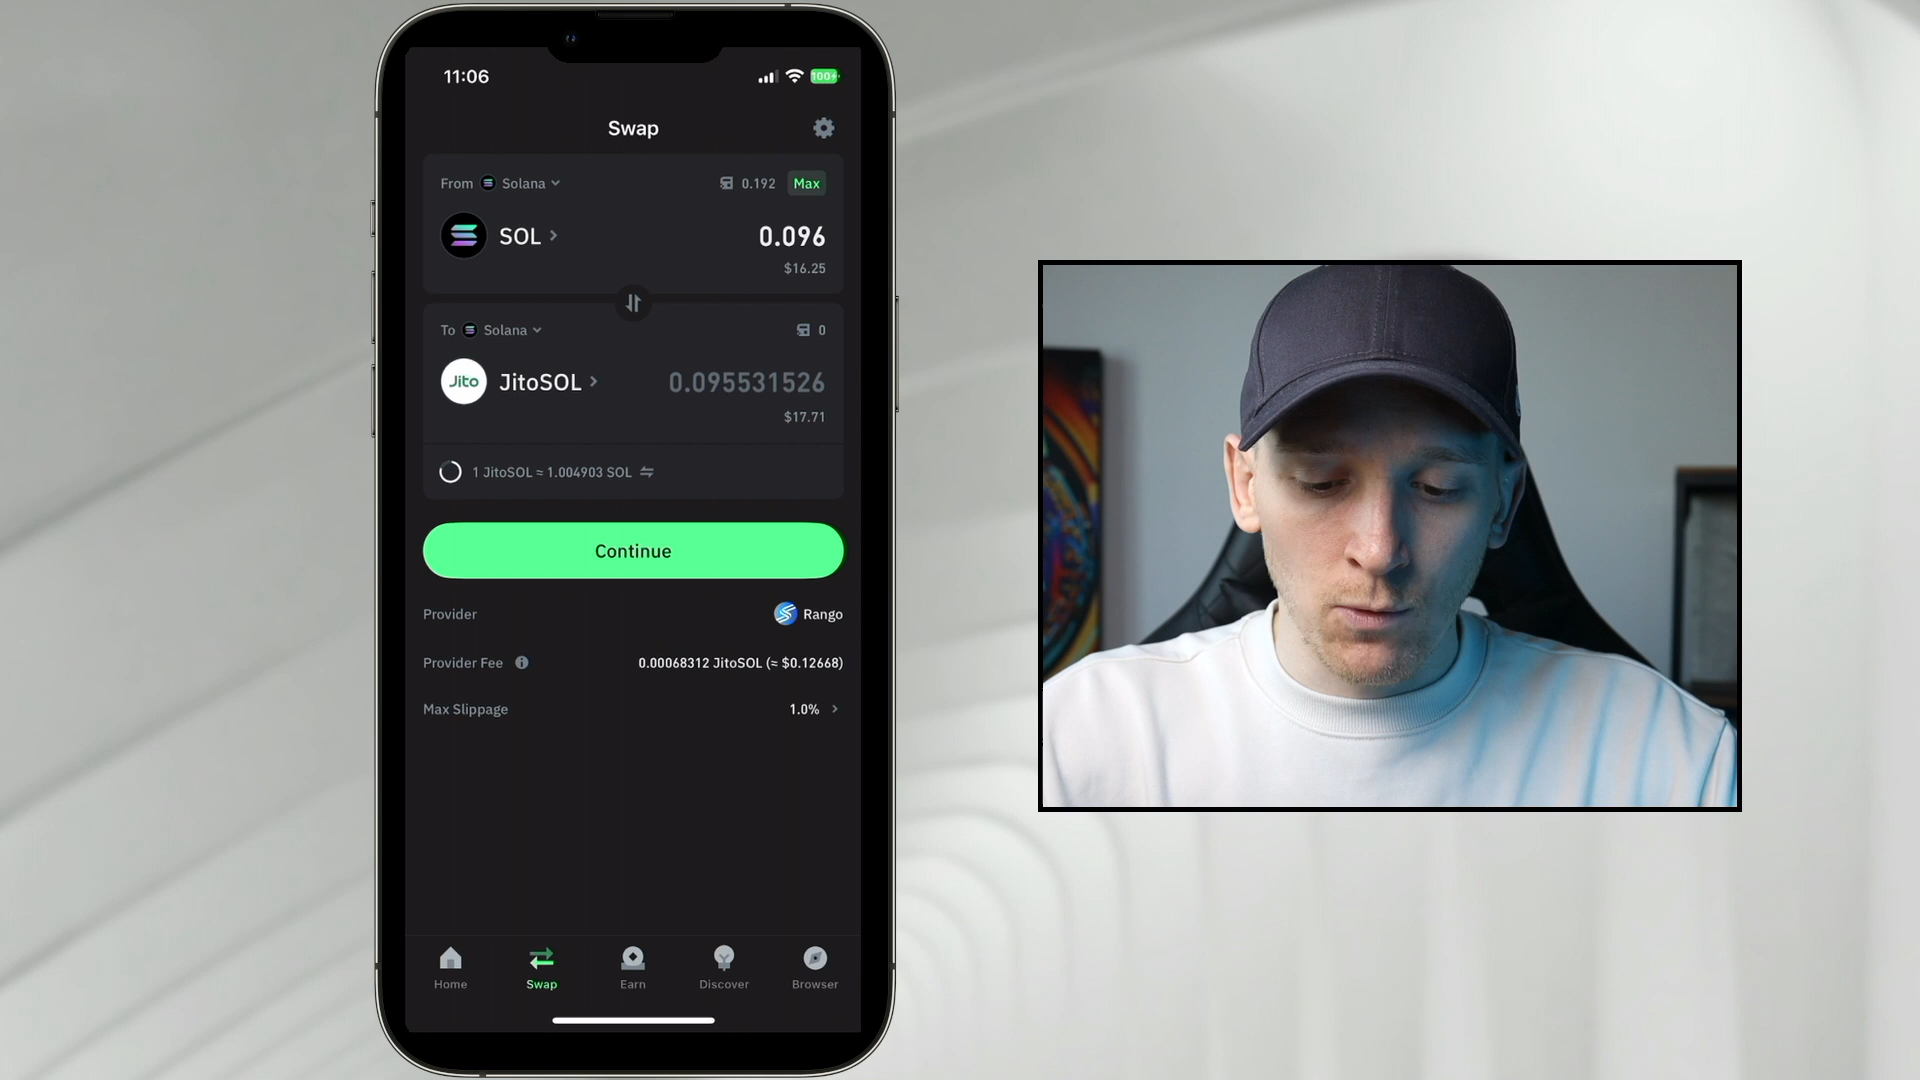 11:06
100
Swap
From Solana 0.192 Max
SOL 0.096
$16.25
To Solana 0
Jito JitoSOL 0.095531526
$17.71
1 JitoSOL ≈ 1.004903 SOL
Continue
Provider Rango
Provider Fee 0.00068312 JitoSOL (≈ $0.12668)
Max Slippage 1.0%
Home Swap Earn Discover Browser